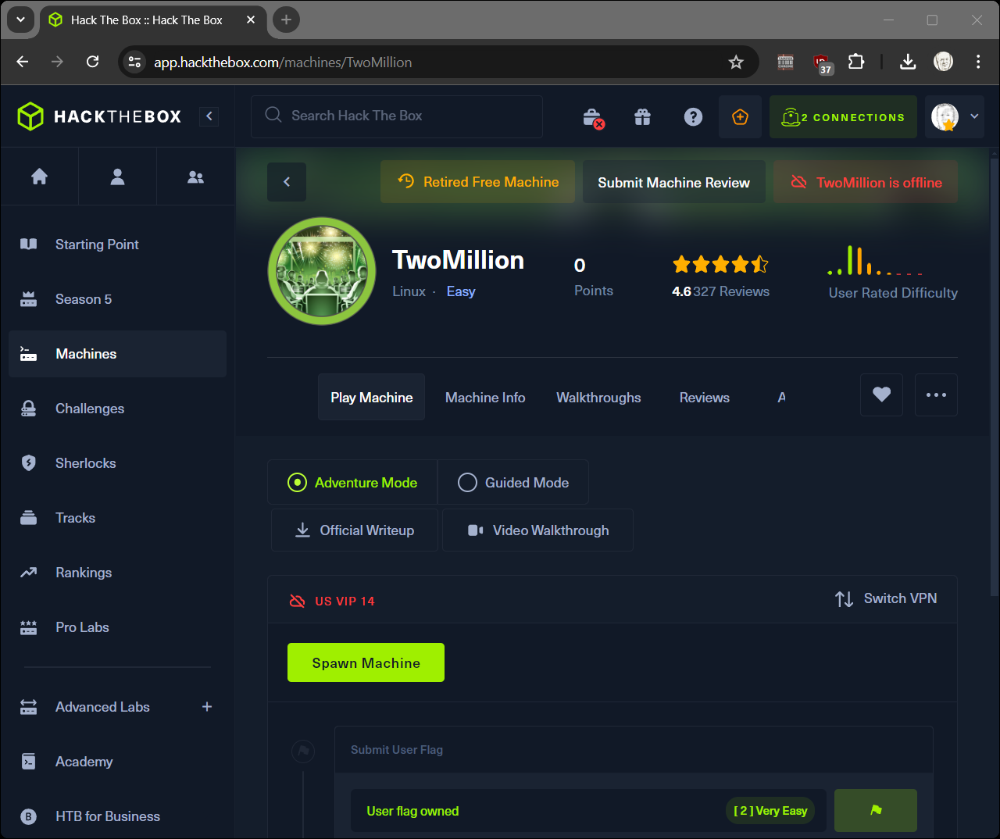 Hack The Box :: Hack The Box
app.hackthebox.com/machines/TwoMillion
37
HACKTHEBOX
Search Hack The Box
2 CONNECTIONS
Retired Free Machine
Submit Machine Review
TwoMillion is offline
Starting Point
Season 5
Machines
Challenges
Sherlocks
Tracks
Rankings
Pro Labs
Advanced Labs
Academy
B HTB for Business
TwoMillion
Linux · Easy
0
Points
4.6 327 Reviews
User Rated Difficulty
Play Machine
Machine Info
Walkthroughs
Reviews
A
Adventure Mode
Guided Mode
Official Writeup
Video Walkthrough
US VIP 14
Switch VPN
Spawn Machine
Submit User Flag
User flag owned
[ 2 ] Very Easy